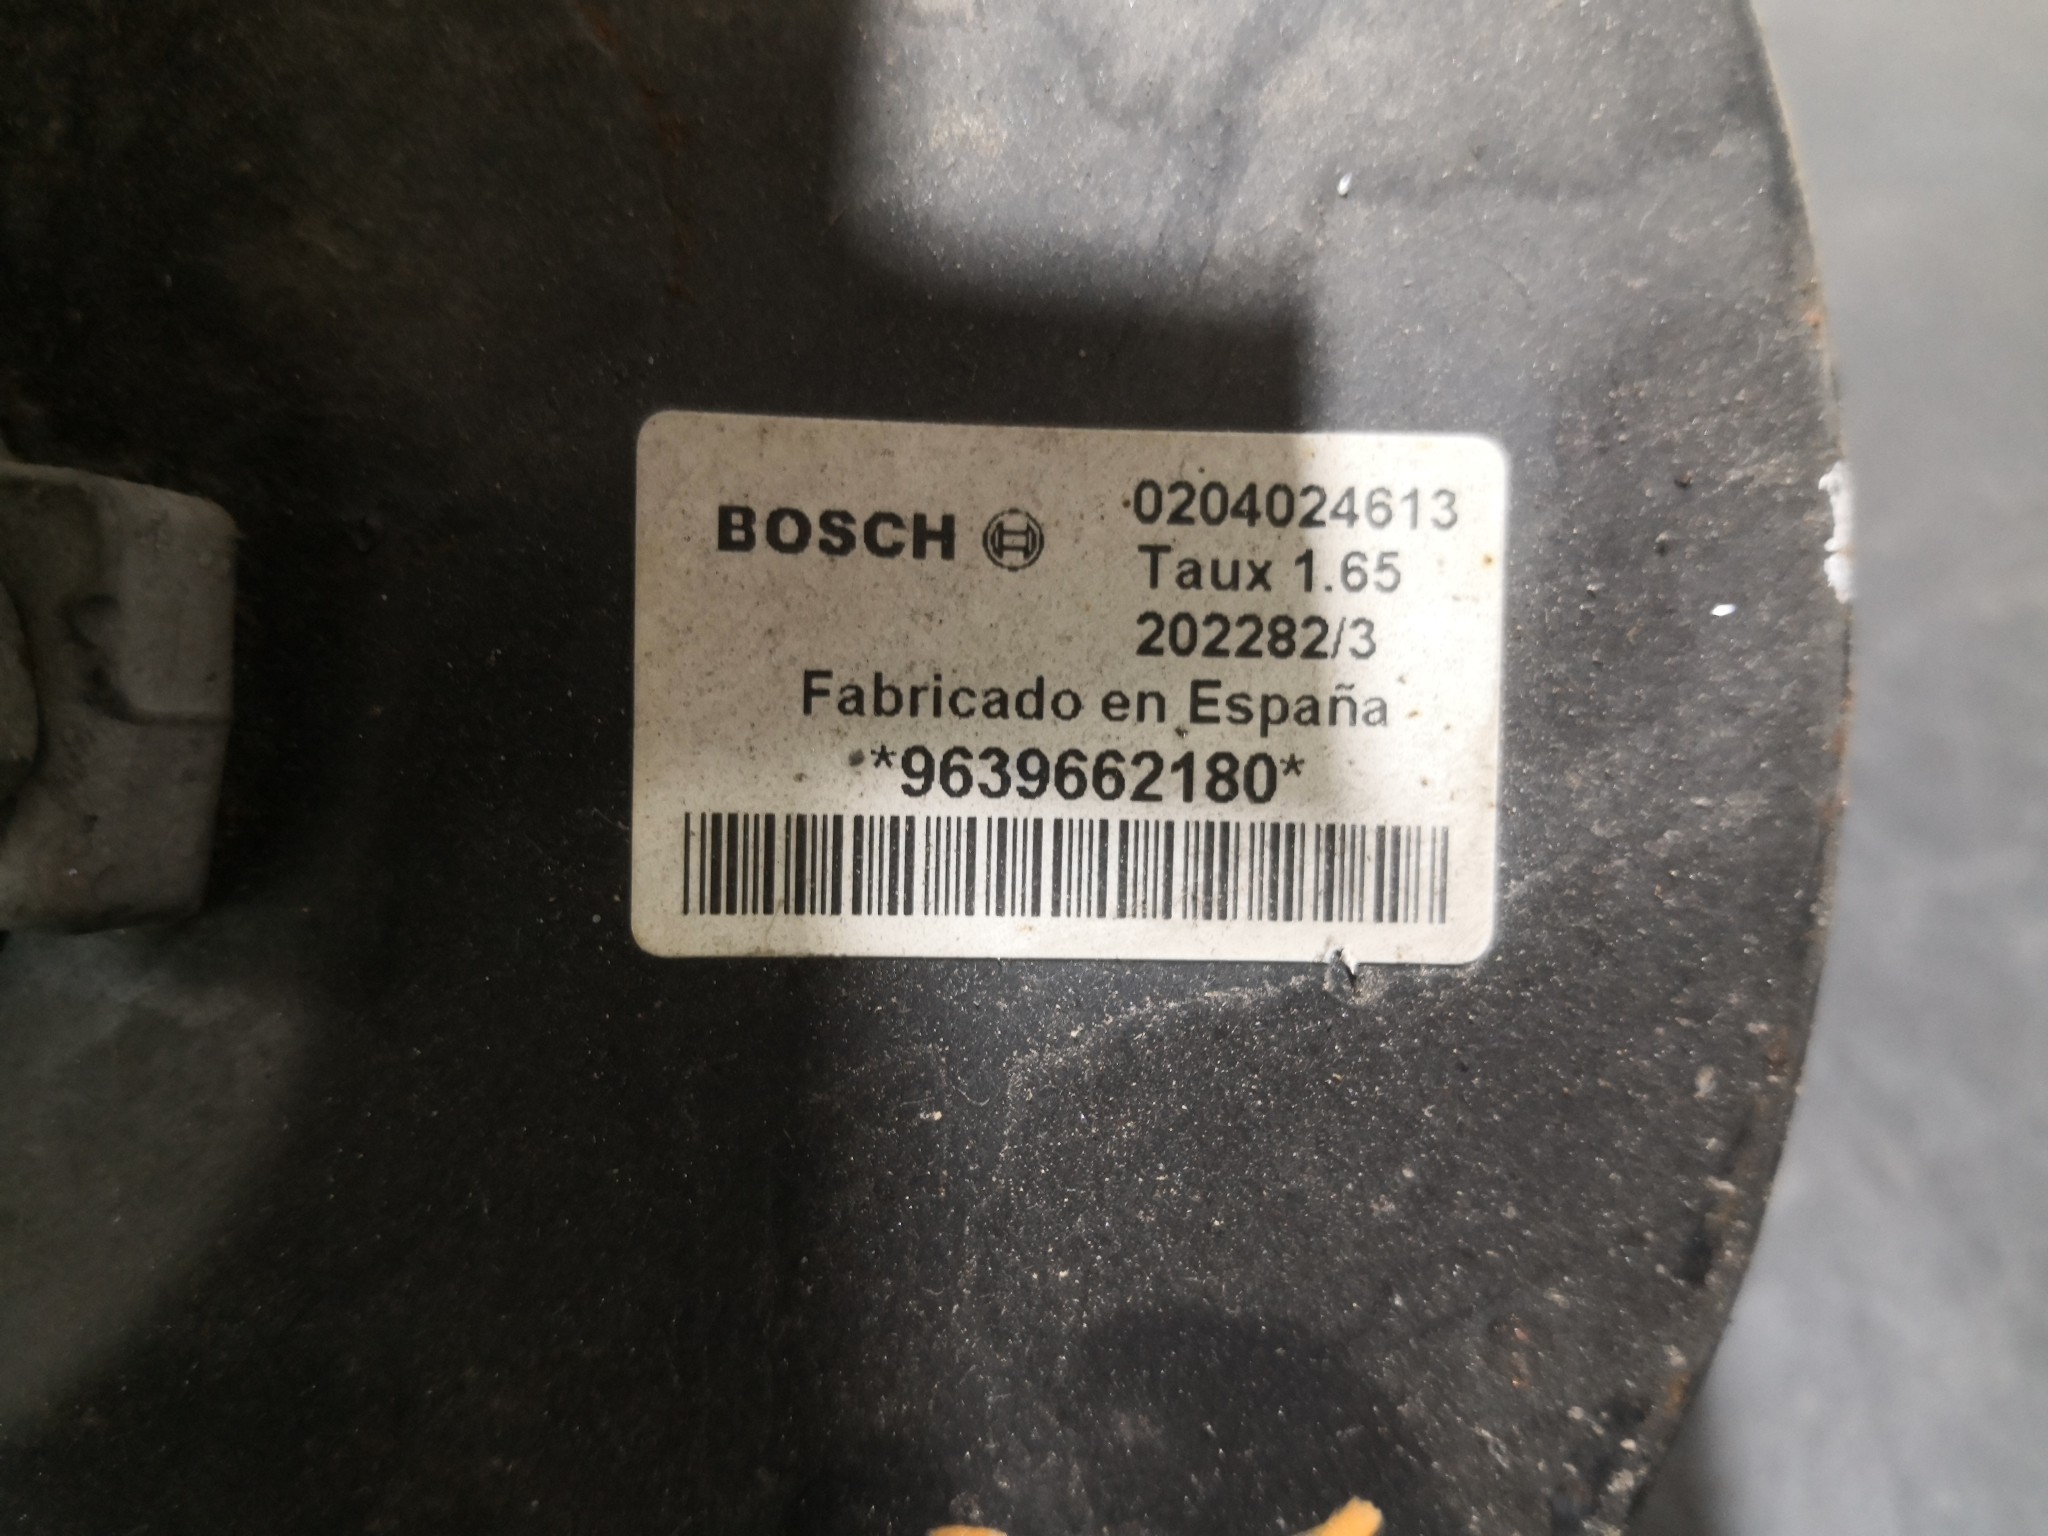 BOSCH
0204024613
Taux 1.65
202282/3
Fabricado en España
*9639662180*